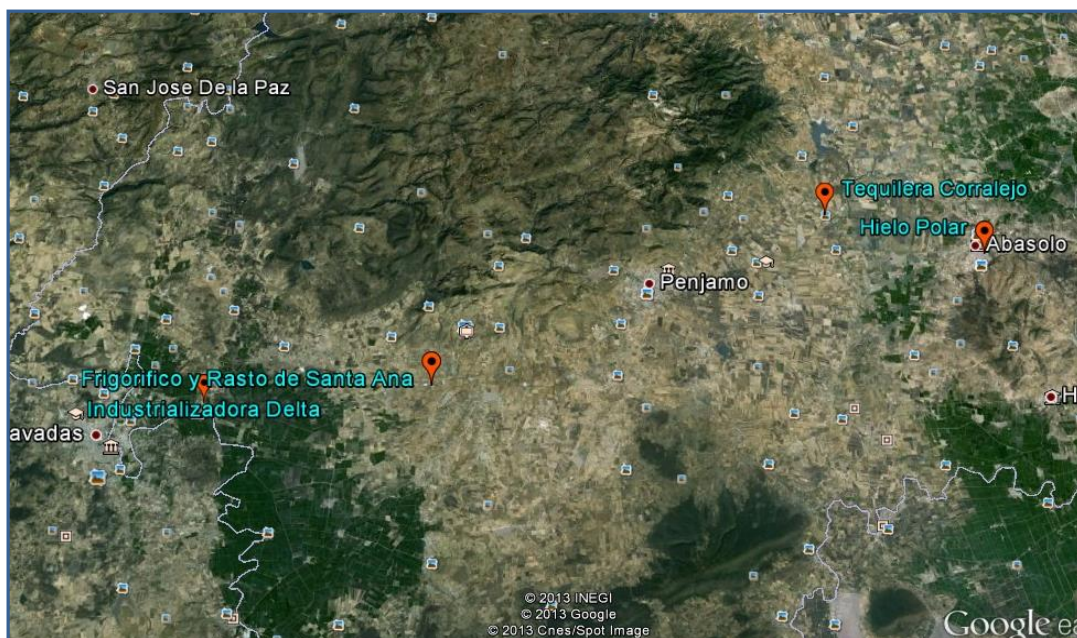 San Jose De la Paz
Tequilera Corralejo
Hielo Polar
Abasolo
Penjamo
Frigorifico y Rasto de Santa Ana
Industrializadora Delta
avadas
H
© 2013 INEGI
© 2013 Google
© 2013 Cnes/Spot Image
Google ea